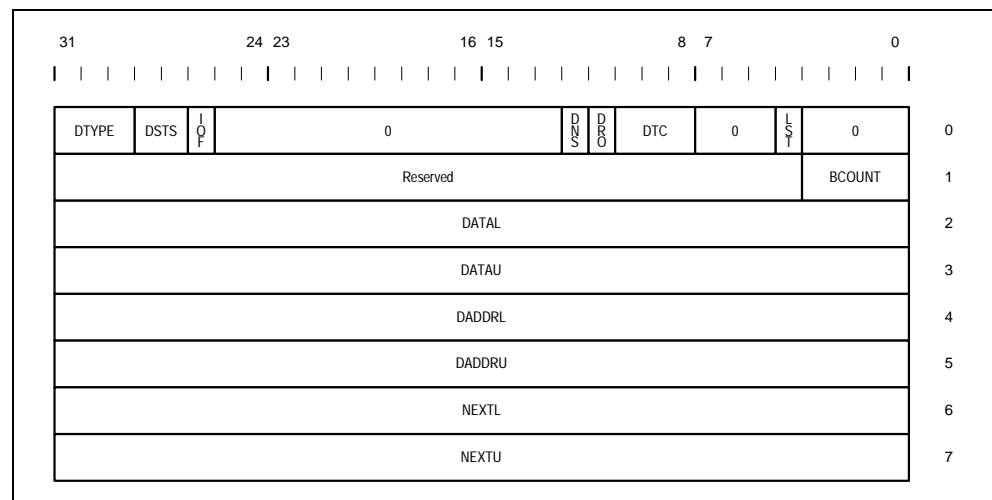 31 24 23 16 15 8 7 0
DTYPE DSTS IOF 0 DNS DRO DTC 0 LST 0 0
Reserved BCOUNT 1
DATAL 2
DATAU 3
DADDRL 4
DADDRU 5
NEXTL 6
NEXTU 7